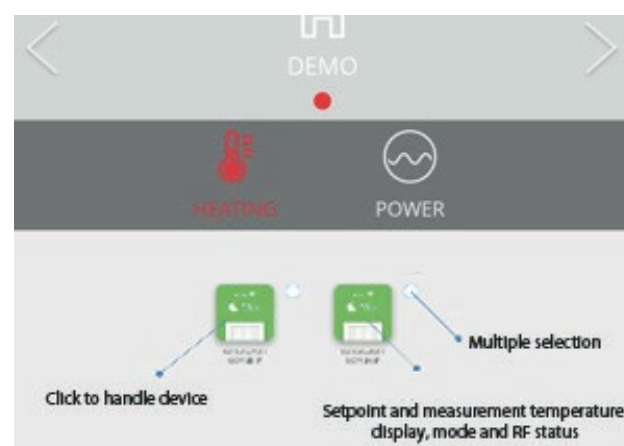 DEMO
HEATING
POWER
Multiple selection
Click to handle device
Setpoint and measurement temperature
display, mode and RF status